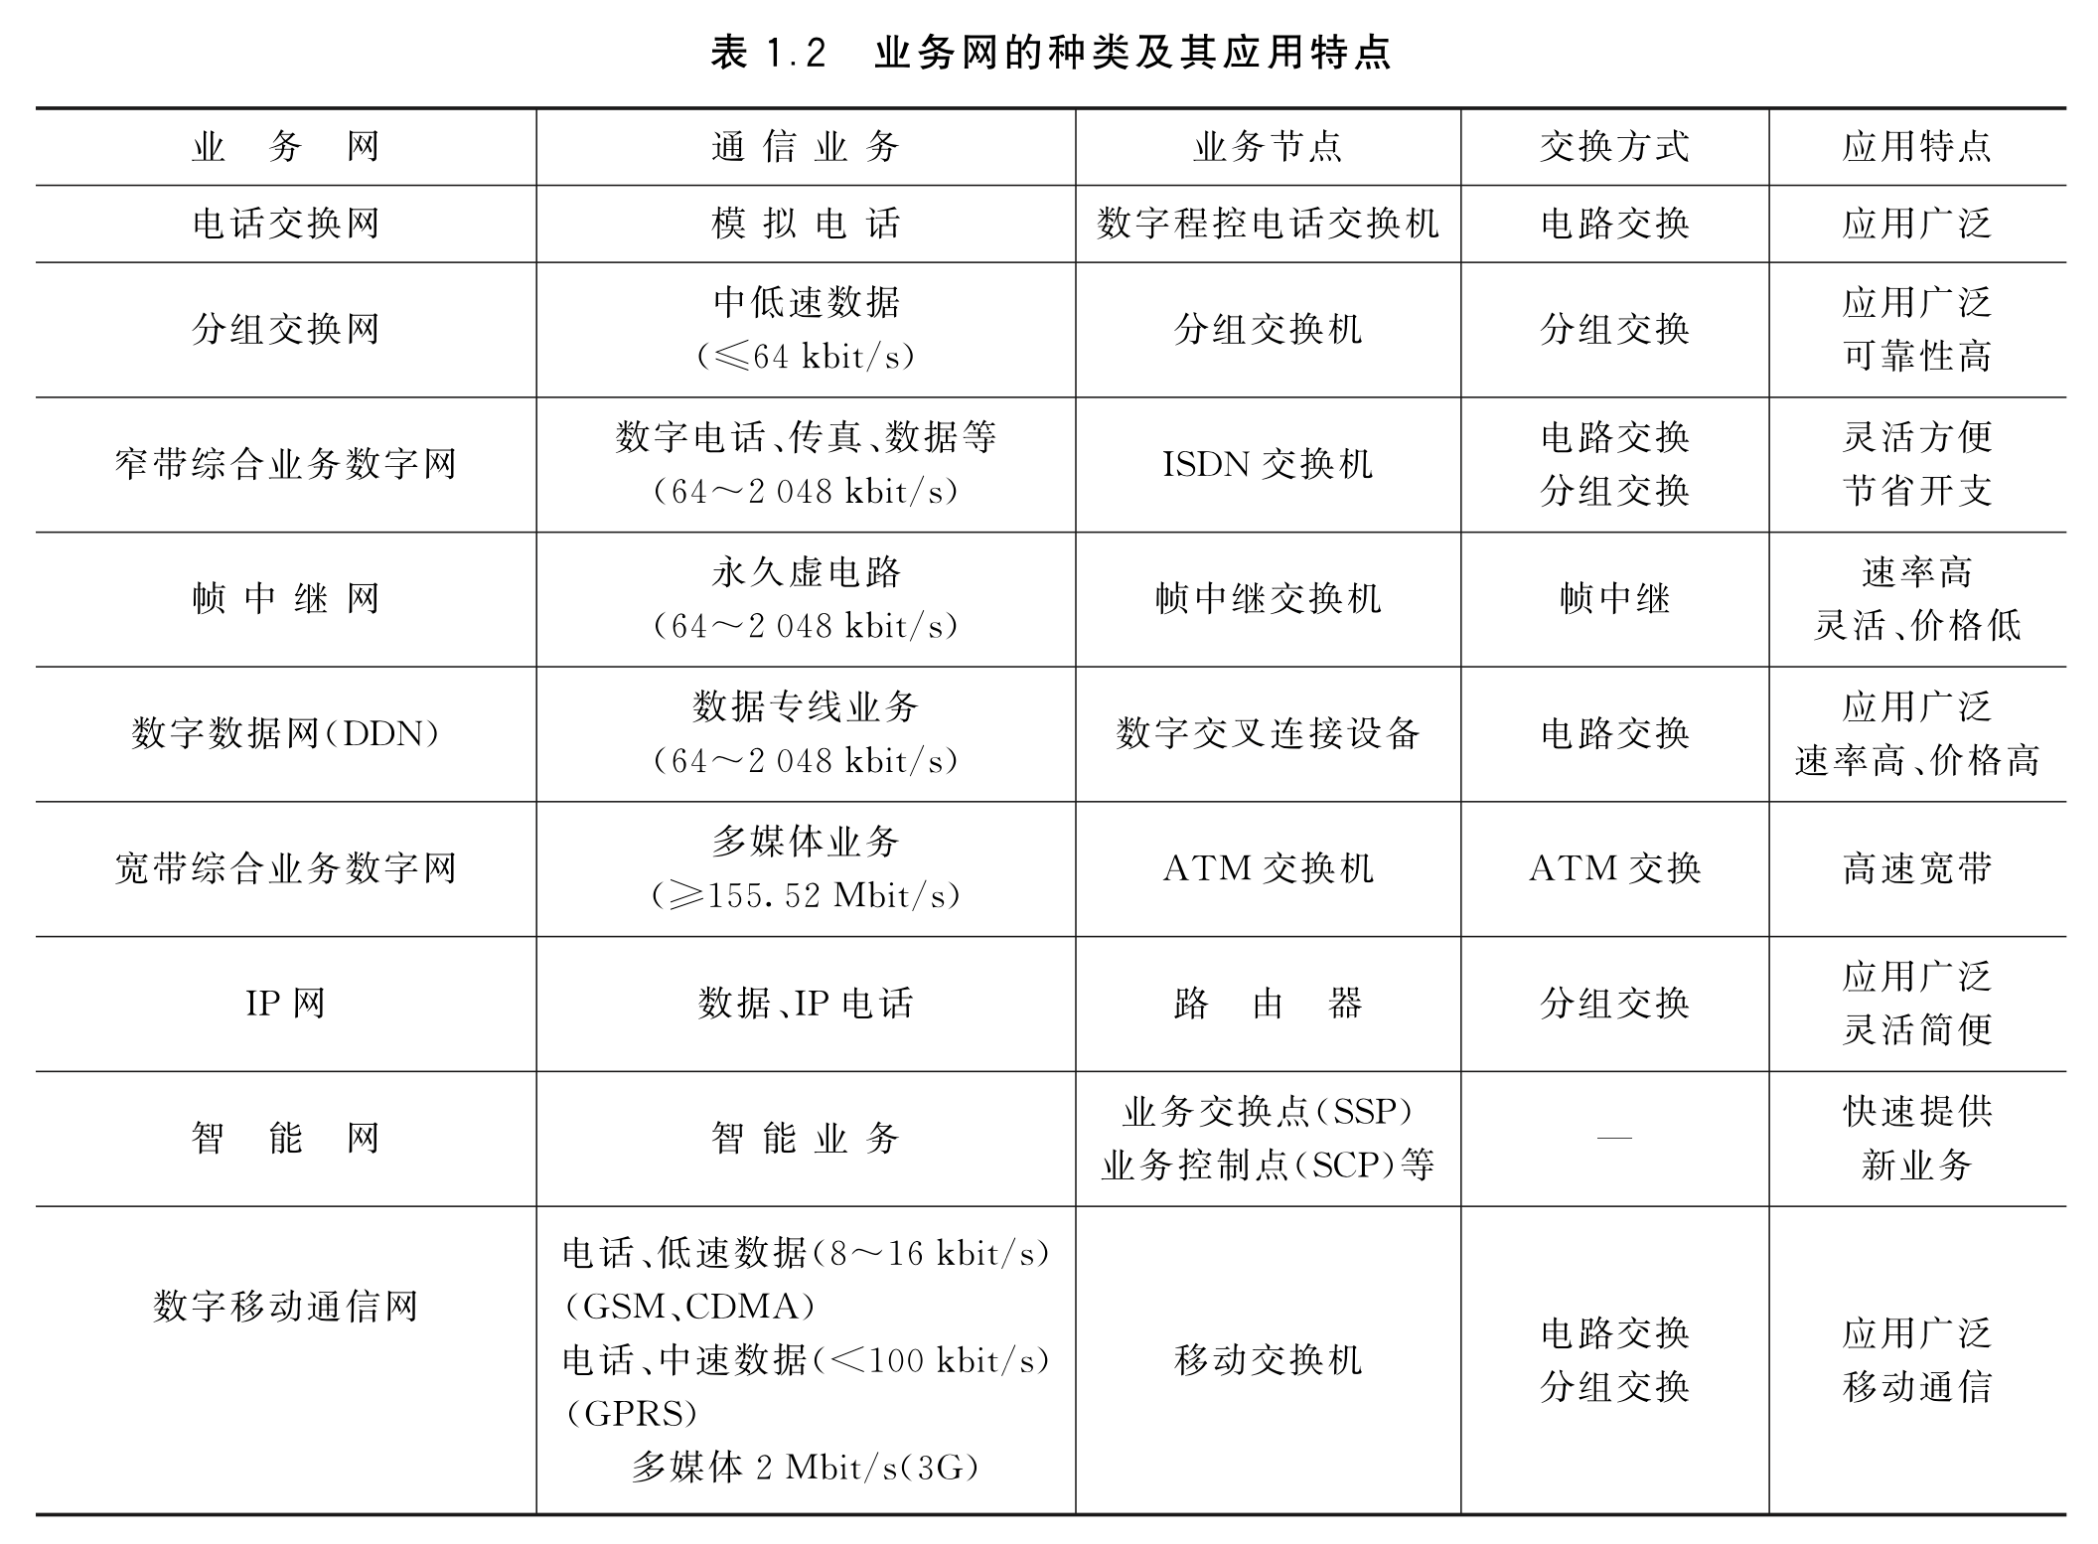 表 1.2 业务网的种类及其应用特点
业 务 网 通信业务 业务节点 交换方式 应用特点
电话交换网 模拟电话 数字程控电话交换机 电路交换 应用广泛
分组交换网 中低速数据 (≤64 kbit/s) 分组交换机 分组交换 应用广泛 可靠性高
窄带综合业务数字网 数字电话、传真、数据等 (64～2 048 kbit/s) ISDN 交换机 电路交换 分组交换 灵活方便 节省开支
帧中继网 永久虚电路 (64～2 048 kbit/s) 帧中继交换机 帧中继 速率高 灵活、价格低
数字数据网(DDN) 数据专线业务 (64～2 048 kbit/s) 数字交叉连接设备 电路交换 应用广泛 速率高、价格高
宽带综合业务数字网 多媒体业务 (≥155.52 Mbit/s) ATM 交换机 ATM 交换 高速宽带
IP 网 数据、IP 电话 路 由 器 分组交换 应用广泛 灵活简便
智 能 网 智能业务 业务交换点(SSP) 业务控制点(SCP)等 — 快速提供 新业务
数字移动通信网 电话、低速数据(8～16 kbit/s) (GSM、CDMA) 电话、中速数据(＜100 kbit/s) (GPRS) 多媒体 2 Mbit/s(3G) 移动交换机 电路交换 分组交换 应用广泛 移动通信